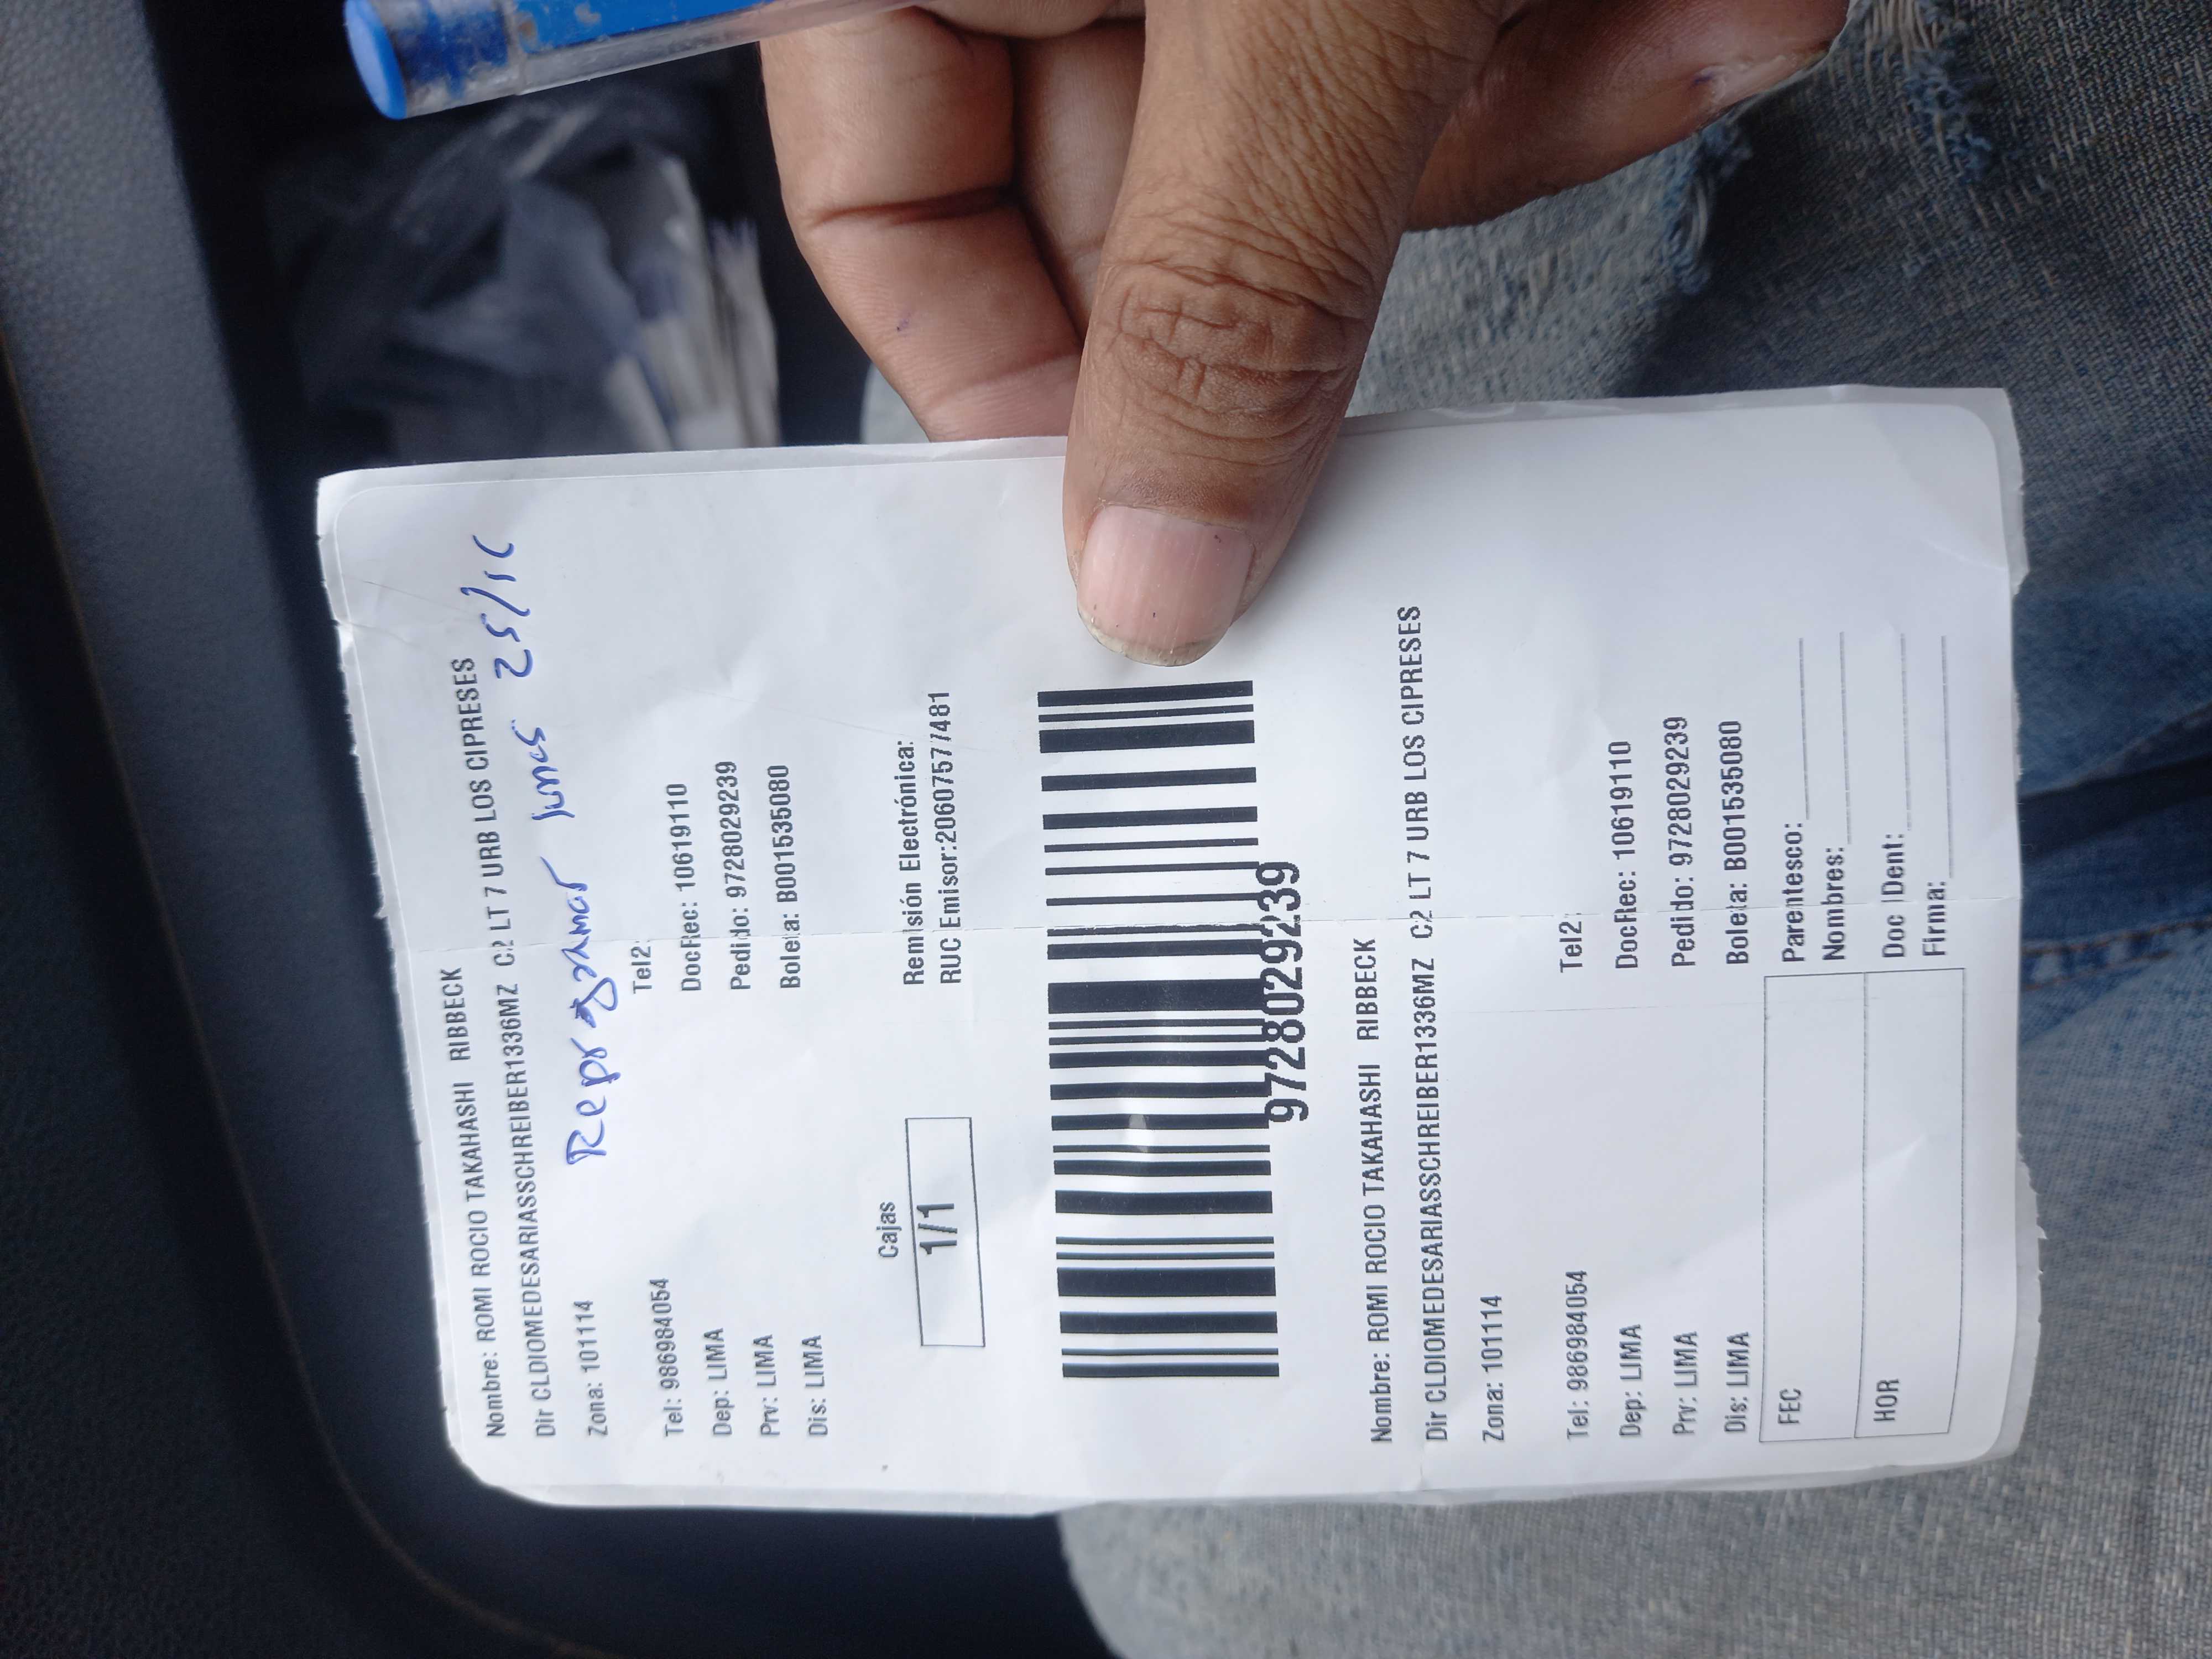 Nombre: ROMI ROCIO TAKAHASHI RIBBECK
Dir CLDIOMEDESARIASSCHREIBER1336MZ C2 LT 7 URB LOS CIPRESES
Zona: 101114
Reprogramar lunes 25/10
Tel: 986984054 Tel2:
Dep: LIMA DocRec: 10619110
Prv: LIMA Pedido: 9728029239
Dis: LIMA Boleta: B001535080
Cajas
1/1
Remisión Electrónica:
RUC Emisor:20607577481
9728029239
Nombre: ROMI ROCIO TAKAHASHI RIBBECK
Dir CLDIOMEDESARIASSCHREIBER1336MZ C2 LT 7 URB LOS CIPRESES
Zona: 101114
Tel: 986984054 Tel2:
Dep: LIMA DocRec: 10619110
Prv: LIMA Pedido: 9728029239
Dis: LIMA Boleta: B001535080
FEC
HOR
Parentesco:
Nombres:
Doc IDent:
Firma: